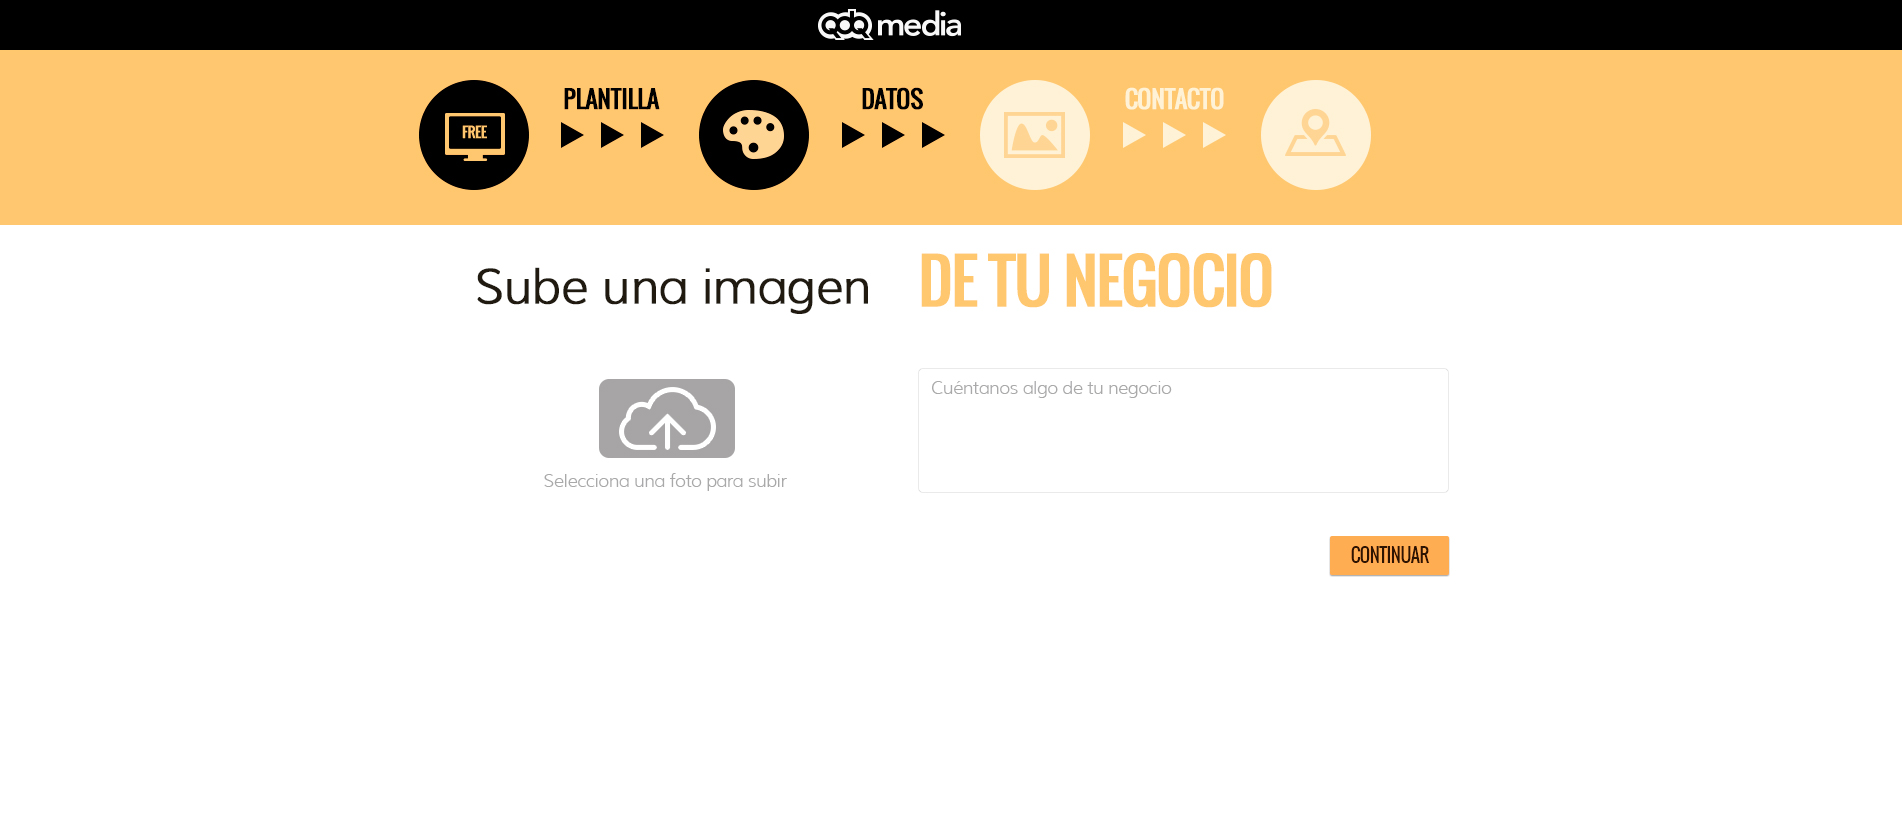 QDQ media
FREE
PLANTILLA
DATOS
CONTACTO
Sube una imagen
DE TU NEGOCIO
Cuéntanos algo de tu negocio
Selecciona una foto para subir
CONTINUAR